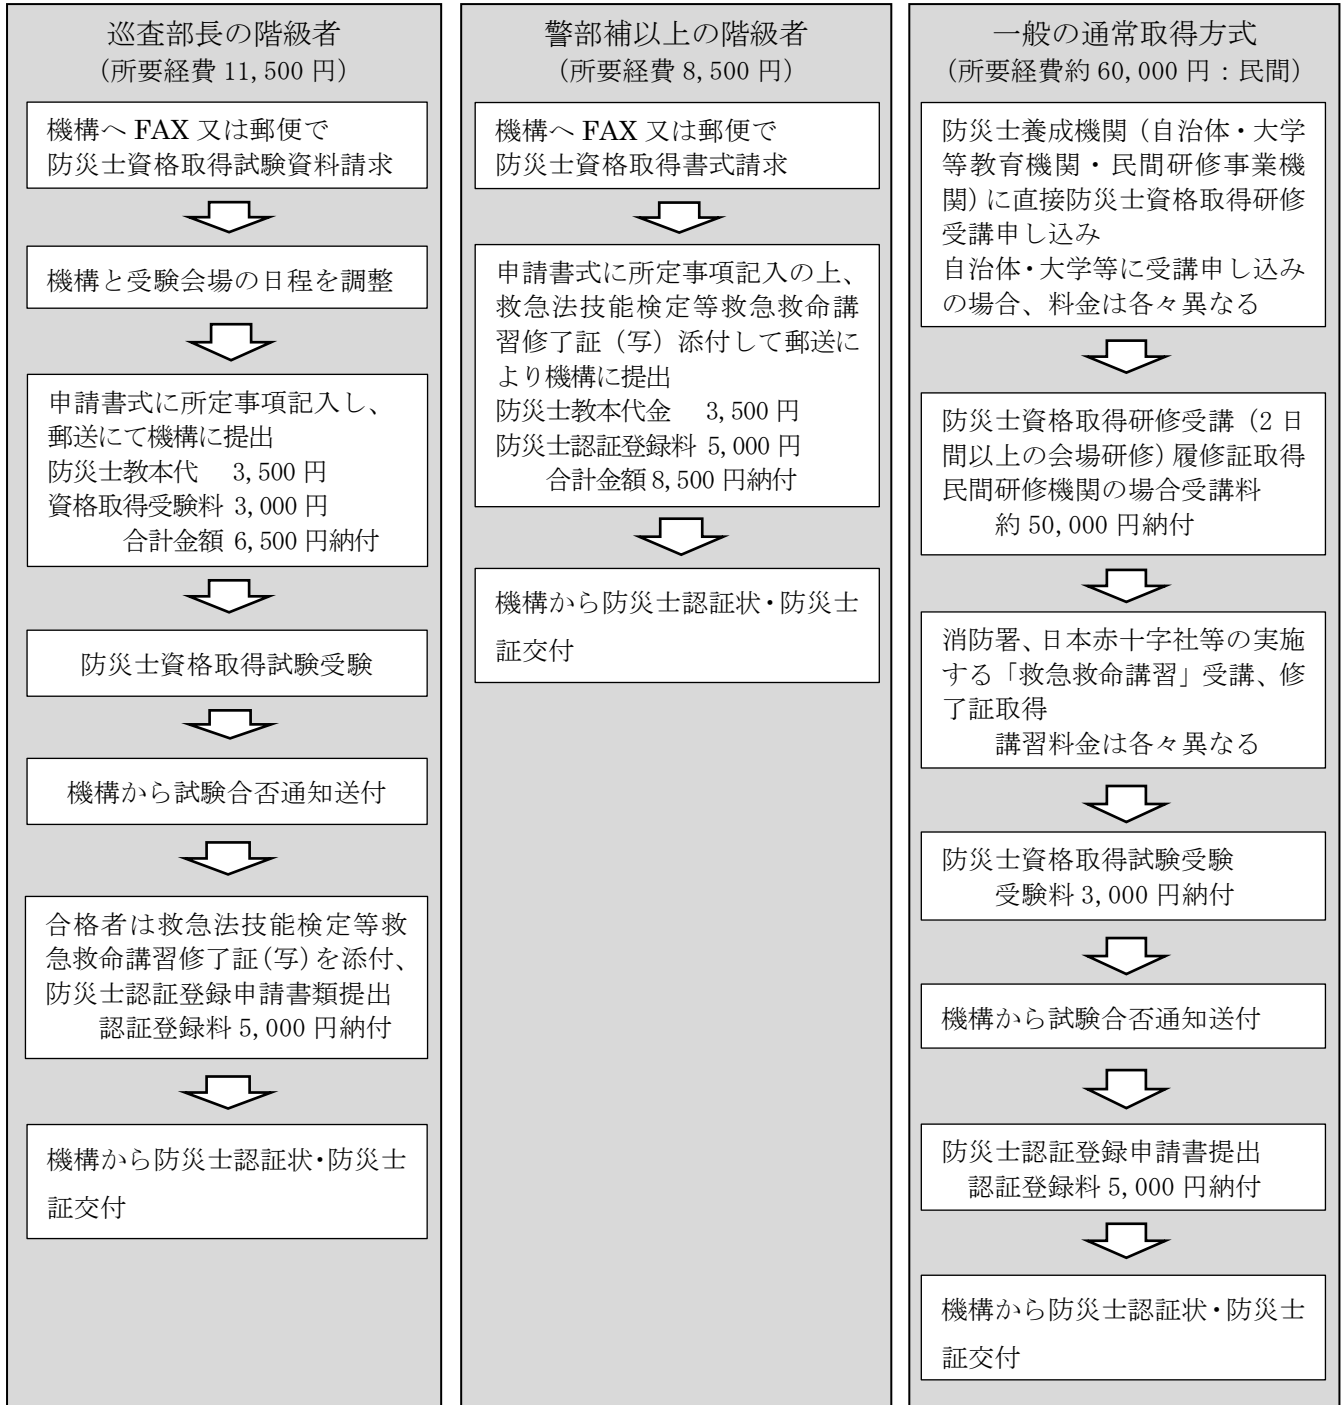 巡査部長の階級者
（所要経費 11,500 円）
機構へ FAX 又は郵便で
防災士資格取得試験資料請求
機構と受験会場の日程を調整
申請書式に所定事項記入し、
郵送にて機構に提出
防災士教本代　3,500 円
資格取得受験料 3,000 円
合計金額 6,500 円納付
防災士資格取得試験受験
機構から試験合否通知送付
合格者は救急法技能検定等救
急救命講習修了証（写）を添付、
防災士認証登録申請書類提出
認証登録料 5,000 円納付
機構から防災士認証状・防災士
証交付
警部補以上の階級者
（所要経費 8,500 円）
機構へ FAX 又は郵便で
防災士資格取得書式請求
申請書式に所定事項記入の上、
救急法技能検定等救急救命講
習修了証（写）添付して郵送に
より機構に提出
防災士教本代金　3,500 円
防災士認証登録料 5,000 円
合計金額 8,500 円納付
機構から防災士認証状・防災士
証交付
一般の通常取得方式
（所要経費約 60,000 円：民間）
防災士養成機関（自治体・大学
等教育機関・民間研修事業機
関）に直接防災士資格取得研修
受講申し込み
自治体・大学等に受講申し込み
の場合、料金は各々異なる
防災士資格取得研修受講（2 日
間以上の会場研修）履修証取得
民間研修機関の場合受講料
約 50,000 円納付
消防署、日本赤十字社等の実施
する「救急救命講習」受講、修
了証取得
講習料金は各々異なる
防災士資格取得試験受験
受験料 3,000 円納付
機構から試験合否通知送付
防災士認証登録申請書提出
認証登録料 5,000 円納付
機構から防災士認証状・防災士
証交付